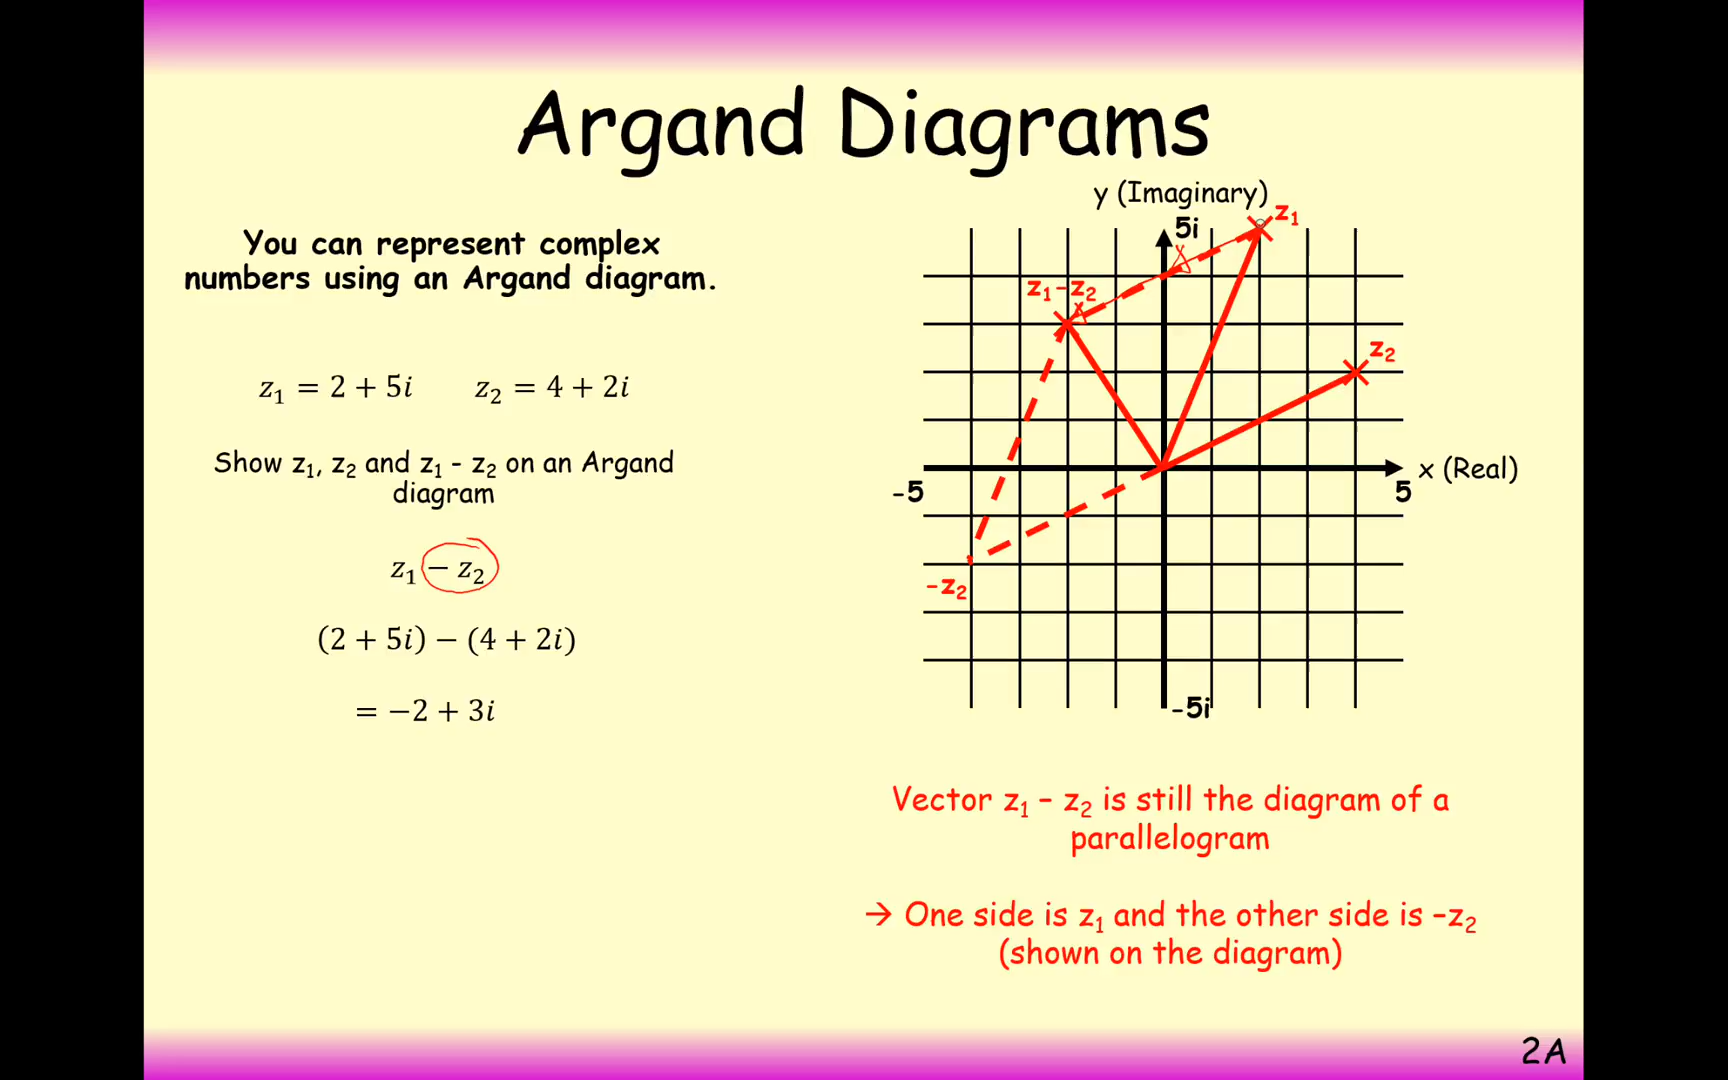 Argand Diagrams
You can represent complex
numbers using an Argand diagram.
z₁ = 2 + 5i z₂ = 4 + 2i
Show z₁, z₂ and z₁ - z₂ on an Argand
diagram
z₁ − z₂
(2 + 5i) − (4 + 2i)
= −2 + 3i
y (Imaginary)
5i
z₁
z₁-z₂
z₂
x (Real)
-5
5
-z₂
-5i
Vector z₁ – z₂ is still the diagram of a
parallelogram
→ One side is z₁ and the other side is –z₂
(shown on the diagram)
2A